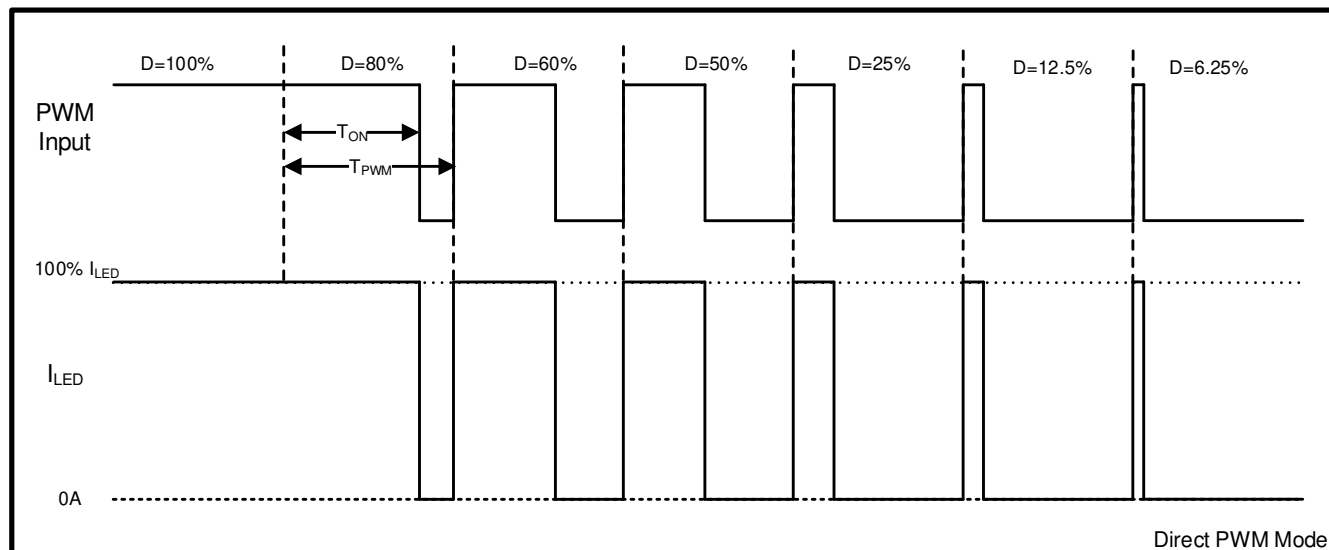 D=100% D=80% D=60% D=50% D=25% D=12.5% D=6.25%
PWM
Input
TON
TPWM
100% ILED
ILED
0A
Direct PWM Mode